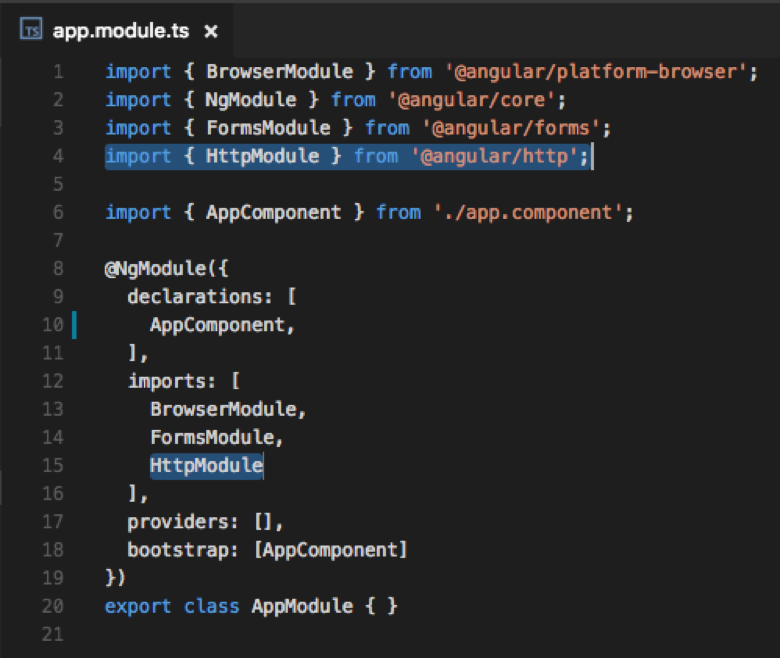 TS app.module.ts ×
1 import { BrowserModule } from '@angular/platform-browser';
2 import { NgModule } from '@angular/core';
3 import { FormsModule } from '@angular/forms';
4 import { HttpModule } from '@angular/http';
5
6 import { AppComponent } from './app.component';
7
8 @NgModule({
9   declarations: [
10     AppComponent,
11   ],
12   imports: [
13     BrowserModule,
14     FormsModule,
15     HttpModule
16   ],
17   providers: [],
18   bootstrap: [AppComponent]
19 })
20 export class AppModule { }
21